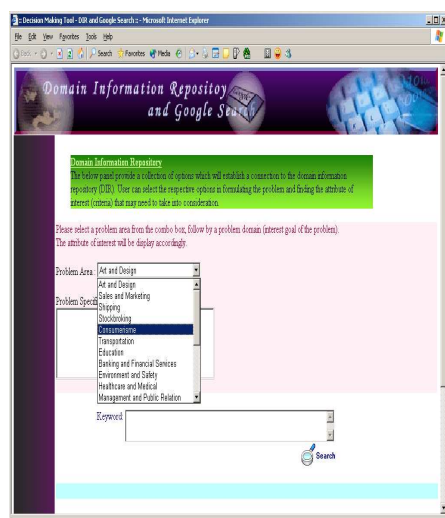 :: Decision Making Tool - DIR and Google Search :: - Microsoft Internet Explorer
File Edit View Favorites Tools Help
Back Search Favorites Media
Domain Information Repositoy
and Google Search
Domain Information Repository
The below panel provide a collection of options which will establish a connection to the domain information
repository (DIR). User can select the respective options in formulating the problem and finding the attribute of
interest (criteria) that may need to take into consideration.
Please select a problem area from the combo box, follow by a problem domain (interest goal of the problem).
The attribute of interest will be display accordingly.
Problem Area : Art and Design
Art and Design
Sales and Marketing
Problem Specifi
Shipping
Stockbroking
Consumerisme
Transportation
Education
Banking and Financial Services
Environment and Safety
Healthcare and Medical
Management and Public Relation
Keyword:
Search